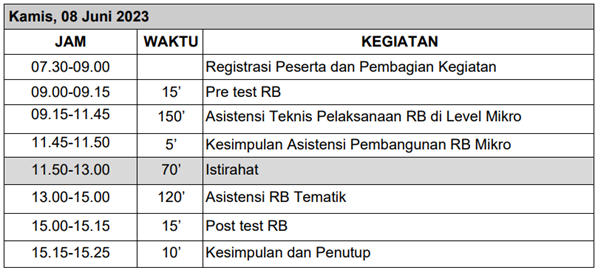 Kamis, 08 Juni 2023
JAM WAKTU KEGIATAN
07.30-09.00 Registrasi Peserta dan Pembagian Kegiatan
09.00-09.15 15’ Pre test RB
09.15-11.45 150’ Asistensi Teknis Pelaksanaan RB di Level Mikro
11.45-11.50 5’ Kesimpulan Asistensi Pembangunan RB Mikro
11.50-13.00 70’ Istirahat
13.00-15.00 120’ Asistensi RB Tematik
15.00-15.15 15’ Post test RB
15.15-15.25 10’ Kesimpulan dan Penutup